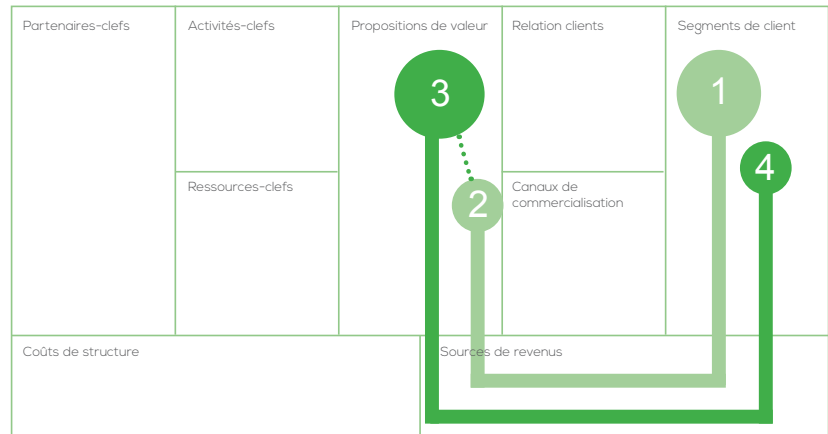 Partenaires-clefs
Activités-clefs
Propositions de valeur
Relation clients
Segments de client
3
1
4
Ressources-clefs
2
Canaux de
commercialisation
Coûts de structure
Sources de revenus